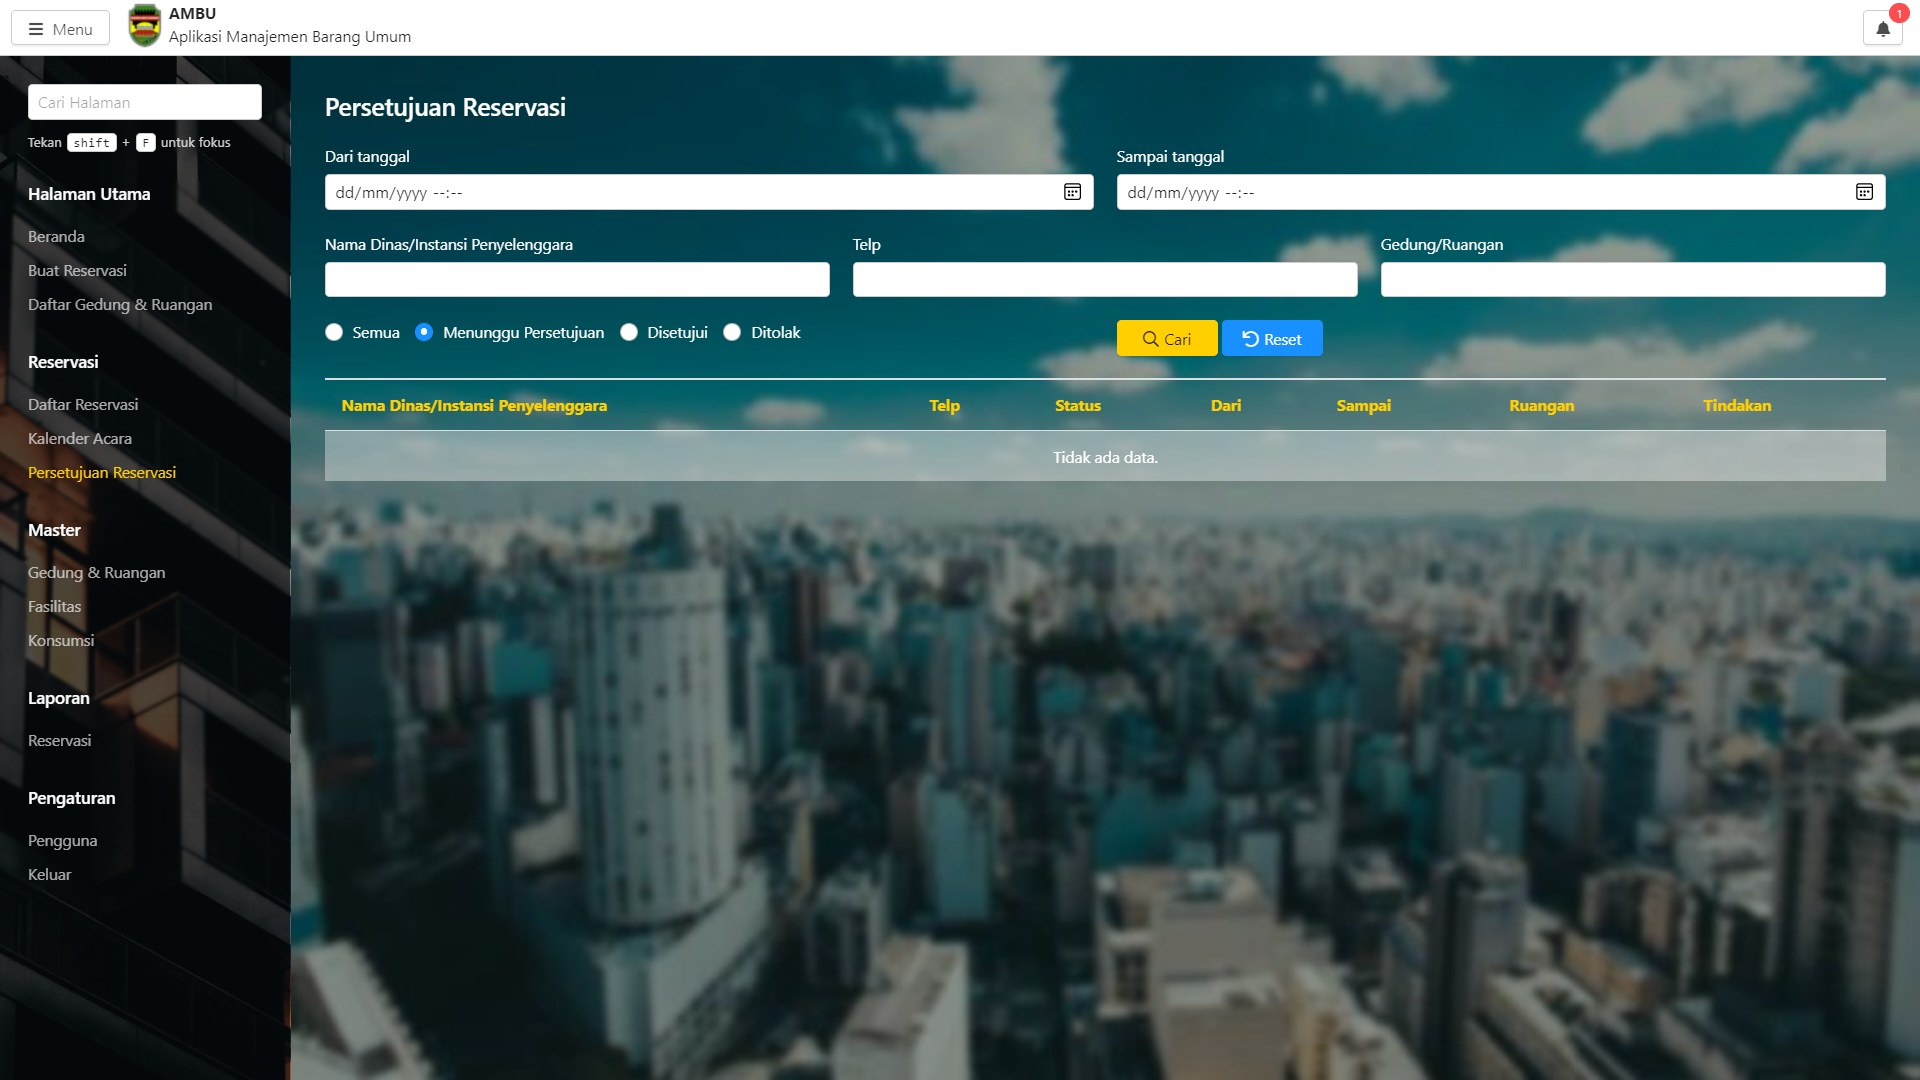 Menu
AMBU
Aplikasi Manajemen Barang Umum
1
Cari Halaman
Tekan shift + F untuk fokus
Halaman Utama
Beranda
Buat Reservasi
Daftar Gedung & Ruangan
Reservasi
Daftar Reservasi
Kalender Acara
Persetujuan Reservasi
Master
Gedung & Ruangan
Fasilitas
Konsumsi
Laporan
Reservasi
Pengaturan
Pengguna
Keluar
Persetujuan Reservasi
Dari tanggal
Sampai tanggal
dd/mm/yyyy --:--
dd/mm/yyyy --:--
Nama Dinas/Instansi Penyelenggara
Telp
Gedung/Ruangan
Semua Menunggu Persetujuan Disetujui Ditolak
Cari
Reset
Nama Dinas/Instansi Penyelenggara Telp Status Dari Sampai Ruangan Tindakan
Tidak ada data.